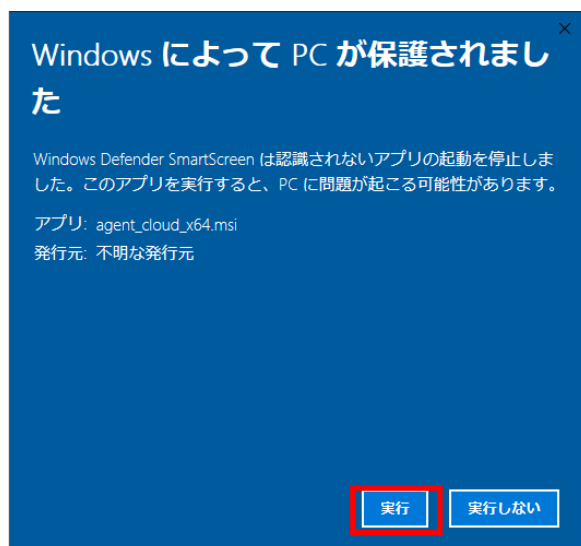 Windows によって PC が保護されまし
た
Windows Defender SmartScreen は認識されないアプリの起動を停止しま
した。このアプリを実行すると、PC に問題が起こる可能性があります。
アプリ: agent_cloud_x64.msi
発行元: 不明な発行元
実行
実行しない